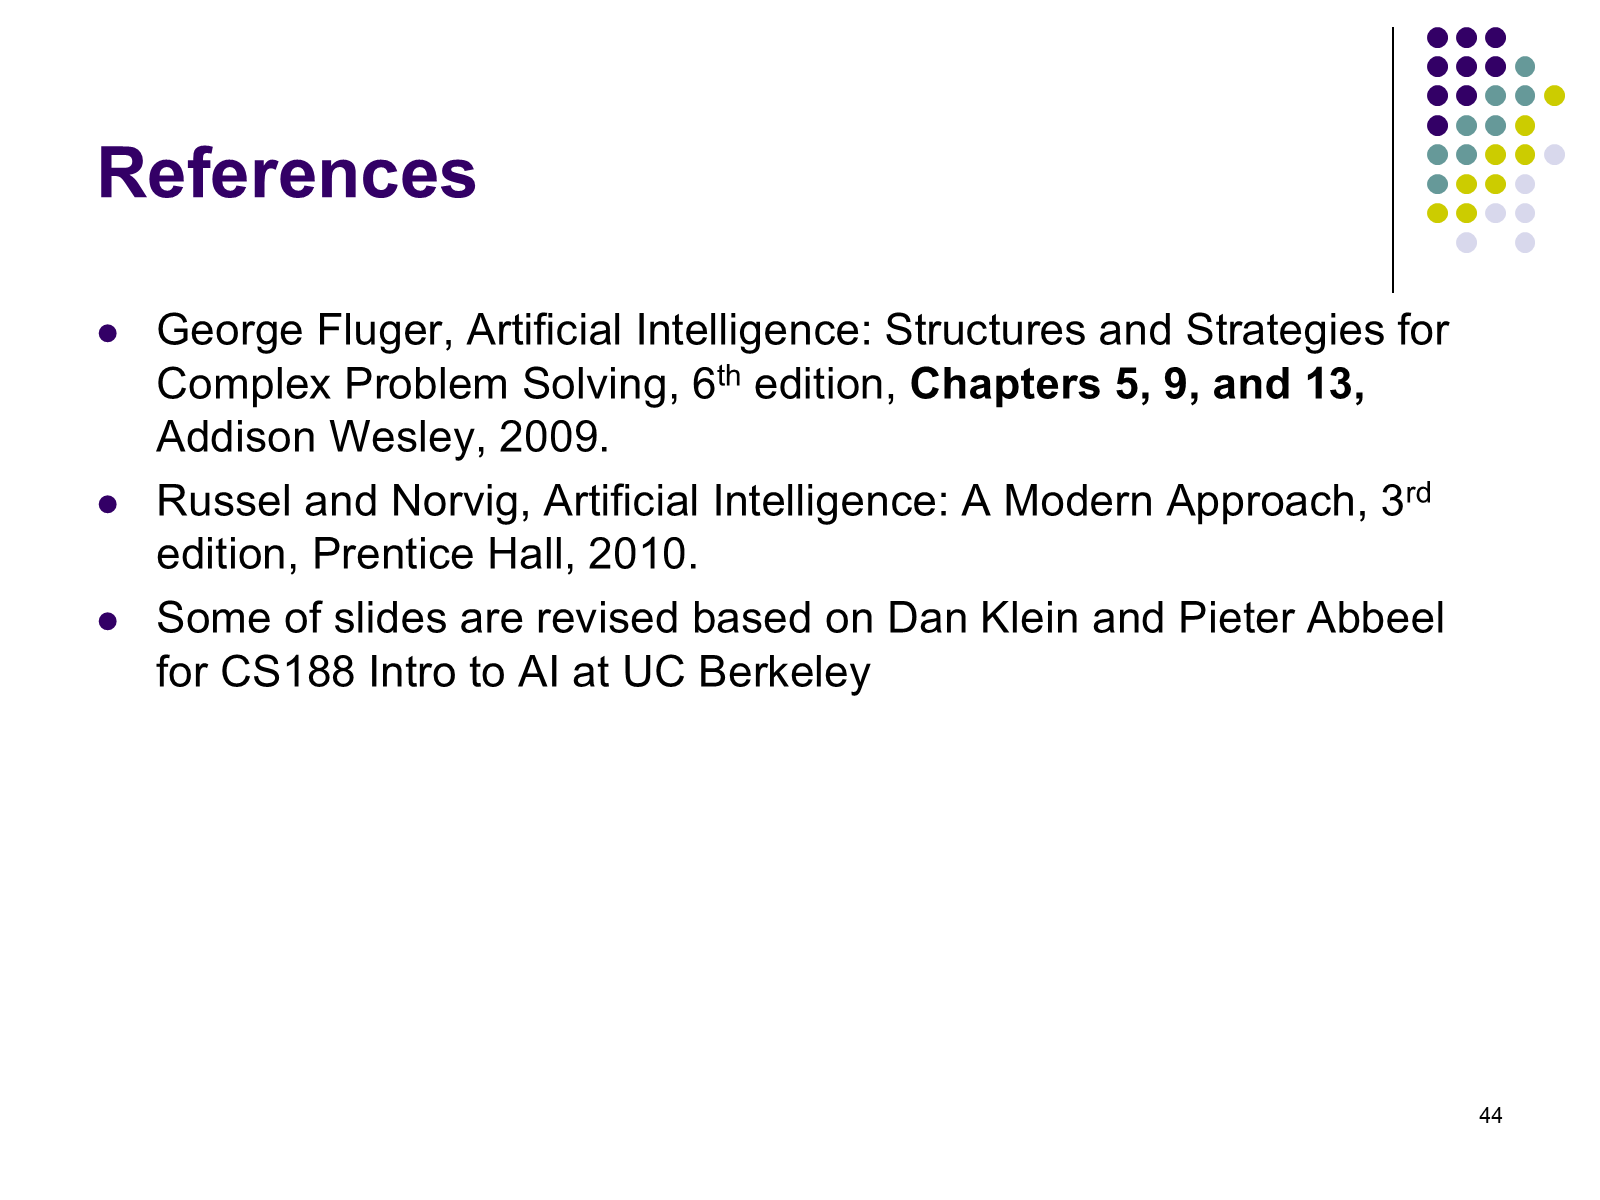 References
● George Fluger, Artificial Intelligence: Structures and Strategies for
Complex Problem Solving, 6th edition, Chapters 5, 9, and 13,
Addison Wesley, 2009.
● Russel and Norvig, Artificial Intelligence: A Modern Approach, 3rd
edition, Prentice Hall, 2010.
● Some of slides are revised based on Dan Klein and Pieter Abbeel
for CS188 Intro to AI at UC Berkeley
44